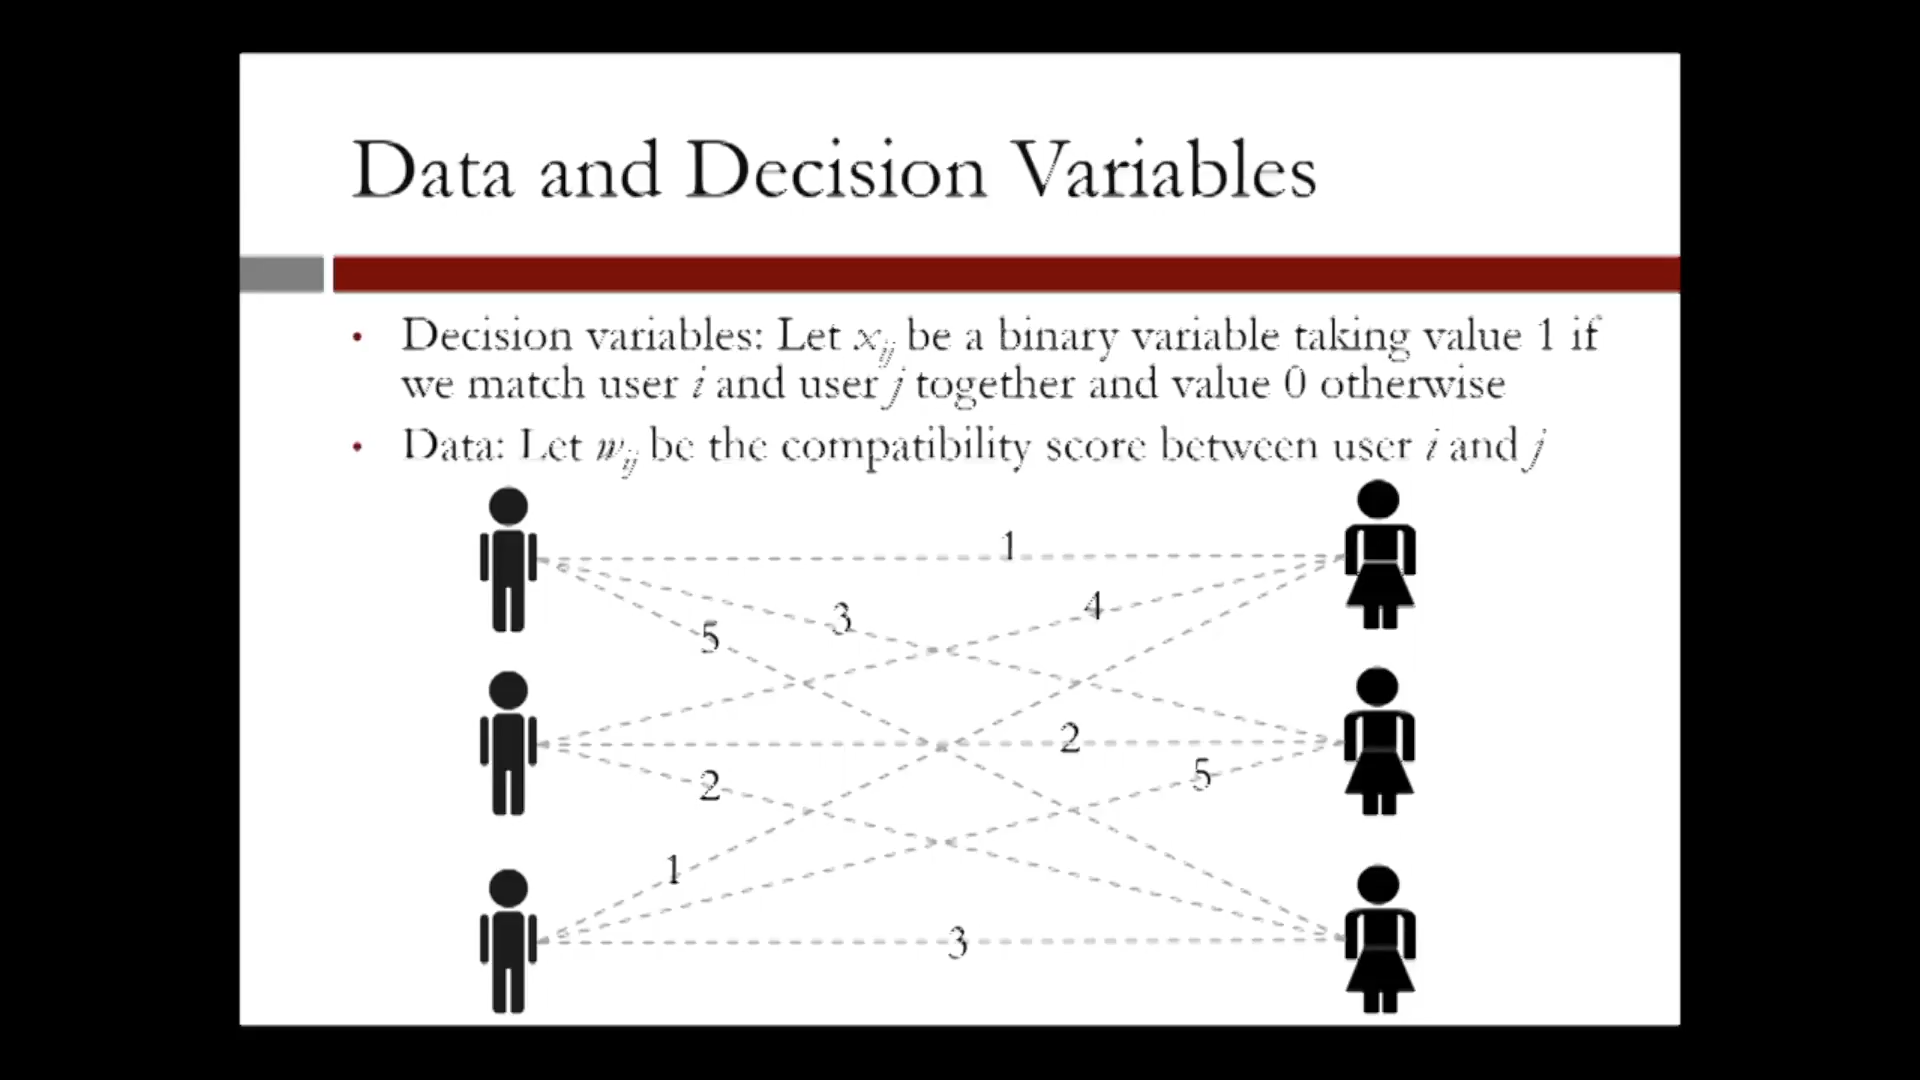 Data and Decision Variables
• Decision variables: Let xij be a binary variable taking value 1 if
we match user i and user j together and value 0 otherwise
• Data: Let wij be the compatibility score between user i and j
1
4
3
5
2
5
2
1
3